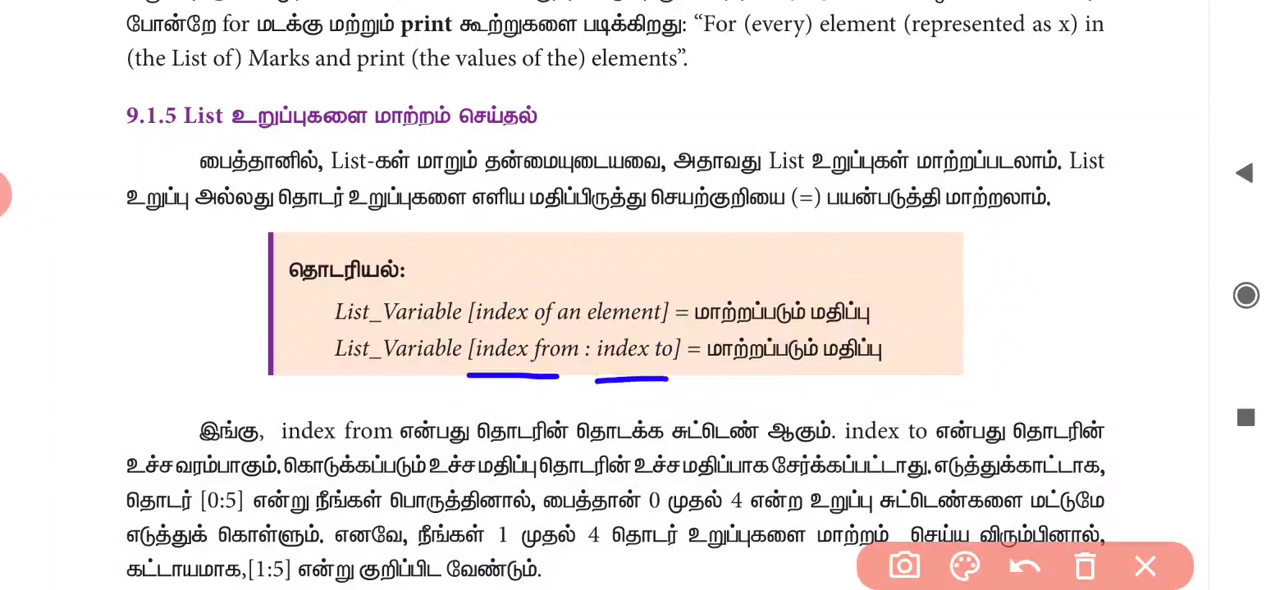 போன்றே for மடக்கு மற்றும் print கூற்றுகளை படிக்கிறது: “For (every) element (represented as x) in
(the List of) Marks and print (the values of the) elements”.
9.1.5 List உறுப்புகளை மாற்றம் செய்தல்
பைத்தானில், List-கள் மாறும் தன்மையுடையவை, அதாவது List உறுப்புகள் மாற்றப்படலாம். List
உறுப்பு அல்லது தொடர் உறுப்புகளை எளிய மதிப்பிருத்து செயற்குறியை (=) பயன்படுத்தி மாற்றலாம்.
தொடரியல்:
List_Variable [index of an element] = மாற்றப்படும் மதிப்பு
List_Variable [index from : index to] = மாற்றப்படும் மதிப்பு
இங்கு, index from என்பது தொடரின் தொடக்க சுட்டெண் ஆகும். index to என்பது தொடரின்
உச்ச வரம்பாகும். கொடுக்கப்படும் உச்ச மதிப்பு தொடரின் உச்ச மதிப்பாக சேர்க்கப்பட்டாது. எடுத்துக்காட்டாக,
தொடர் [0:5] என்று நீங்கள் பொருத்தினால், பைத்தான் 0 முதல் 4 என்ற உறுப்பு சுட்டெண்களை மட்டுமே
எடுத்துக் கொள்ளும். எனவே, நீங்கள் 1 முதல் 4 தொடர் உறுப்புகளை மாற்றம் செய்ய விரும்பினால்,
கட்டாயமாக,[1:5] என்று குறிப்பிட வேண்டும்.